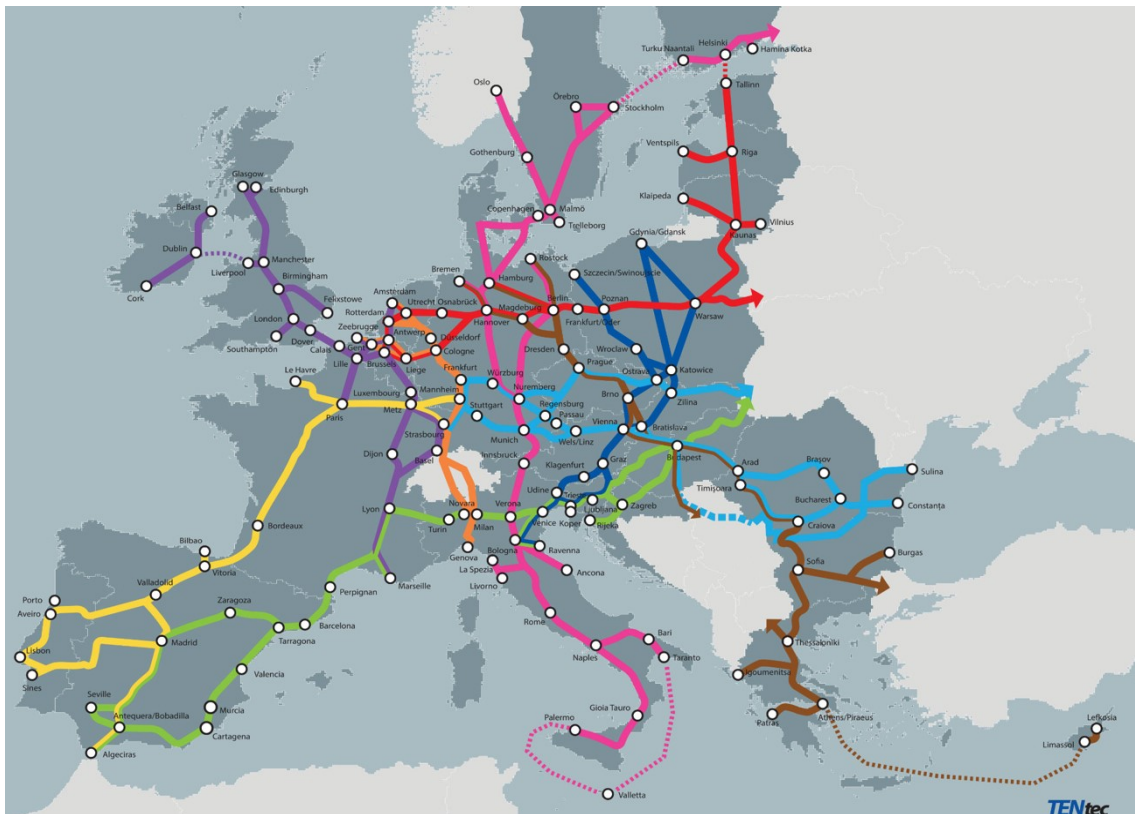 Helsinki
Turku Naantali
Hamina Kotka
Oslo
Tallinn
Örebro
Stockholm
Ventspils
Riga
Gothenburg
Glasgow
Edinburgh
Klaipeda
Belfast
Copenhagen
Malmö
Trelleborg
Vilnius
Kaunas
Gdynia/Gdansk
Dublin
Manchester
Liverpool
Rostock
Bremen
Szczecin/Swinoujście
Birmingham
Hamburg
Cork
Felixstowe
Amsterdam
Utrecht
Osnabrück
Magdeburg
Berlin
Poznan
Rotterdam
London
Zeebrugge
Hannover
Frankfurt/Oder
Warsaw
Dover
Antwerp
Düsseldorf
Southampton
Calais
Gent
Cologne
Dresden
Wroclaw
Lille
Brussels
Liege
Prague
Ostrava
Katowice
Le Havre
Frankfurt
Würzburg
Luxembourg
Mannheim
Nüremberg
Brno
Zilina
Paris
Metz
Stuttgart
Regensburg
Passau
Vienna
Strasbourg
Munich
Wels/Linz
Bratislava
Dijon
Basel
Innsbruck
Klagenfurt
Graz
Budapest
Arad
Braşov
Sulina
Udine
Trieste
Timişoara
Bucharest
Constanţa
Lyon
Novara
Verona
Ljubljana
Zagreb
Turin
Milan
Venice
Koper
Rijeka
Craiova
Bordeaux
Genova
Bologna
Ravenna
Bilbao
La Spezia
Ancona
Burgas
Sofia
Vitoria
Marseille
Livorno
Valladolid
Perpignan
Porto
Zaragoza
Aveiro
Barcelona
Rome
Madrid
Tarragona
Bari
Thessaloniki
Lisbon
Naples
Taranto
Valencia
Igoumenitsa
Sines
Seville
Murcia
Gioia Tauro
Antequera/Bobadilla
Palermo
Patras
Athens/Piraeus
Lefkosia
Cartagena
Limassol
Algeciras
Valletta
TENtec